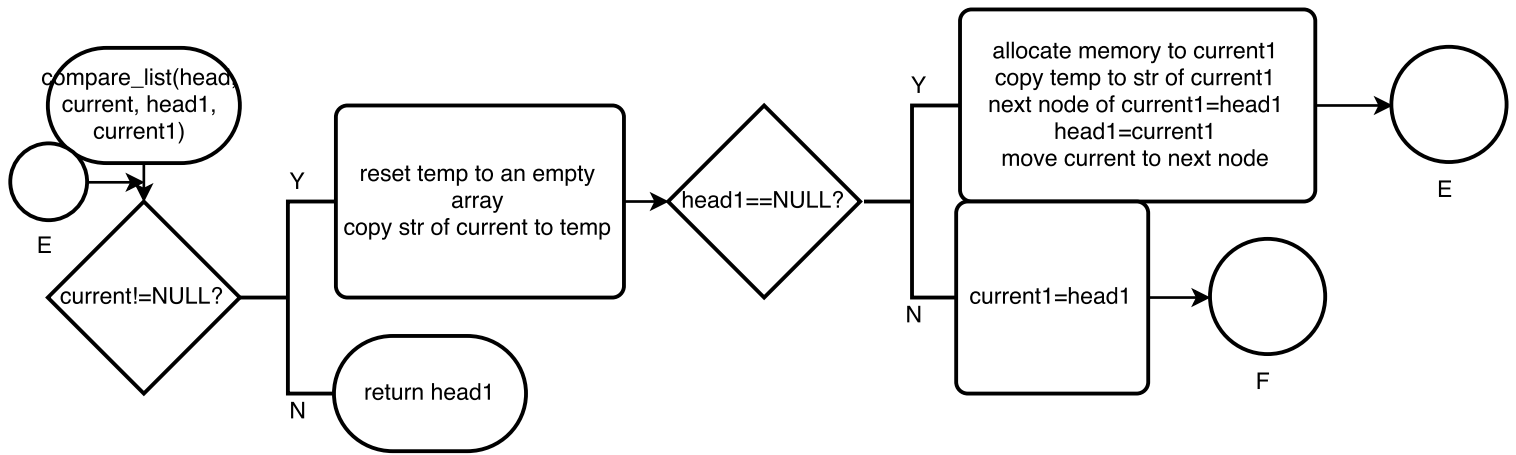 compare_list(head,
current, head1,
current1)
E
current!=NULL?
Y
reset temp to an empty
array
copy str of current to temp
N
return head1
head1==NULL?
Y
allocate memory to current1
copy temp to str of current1
next node of current1=head1
head1=current1
move current to next node
E
N
current1=head1
F